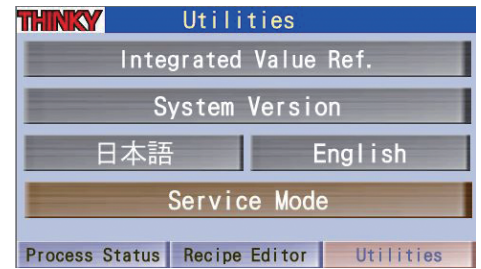 THINKY Utilities
Integrated Value Ref.
System Version
日本語 English
Service Mode
Process Status Recipe Editor Utilities